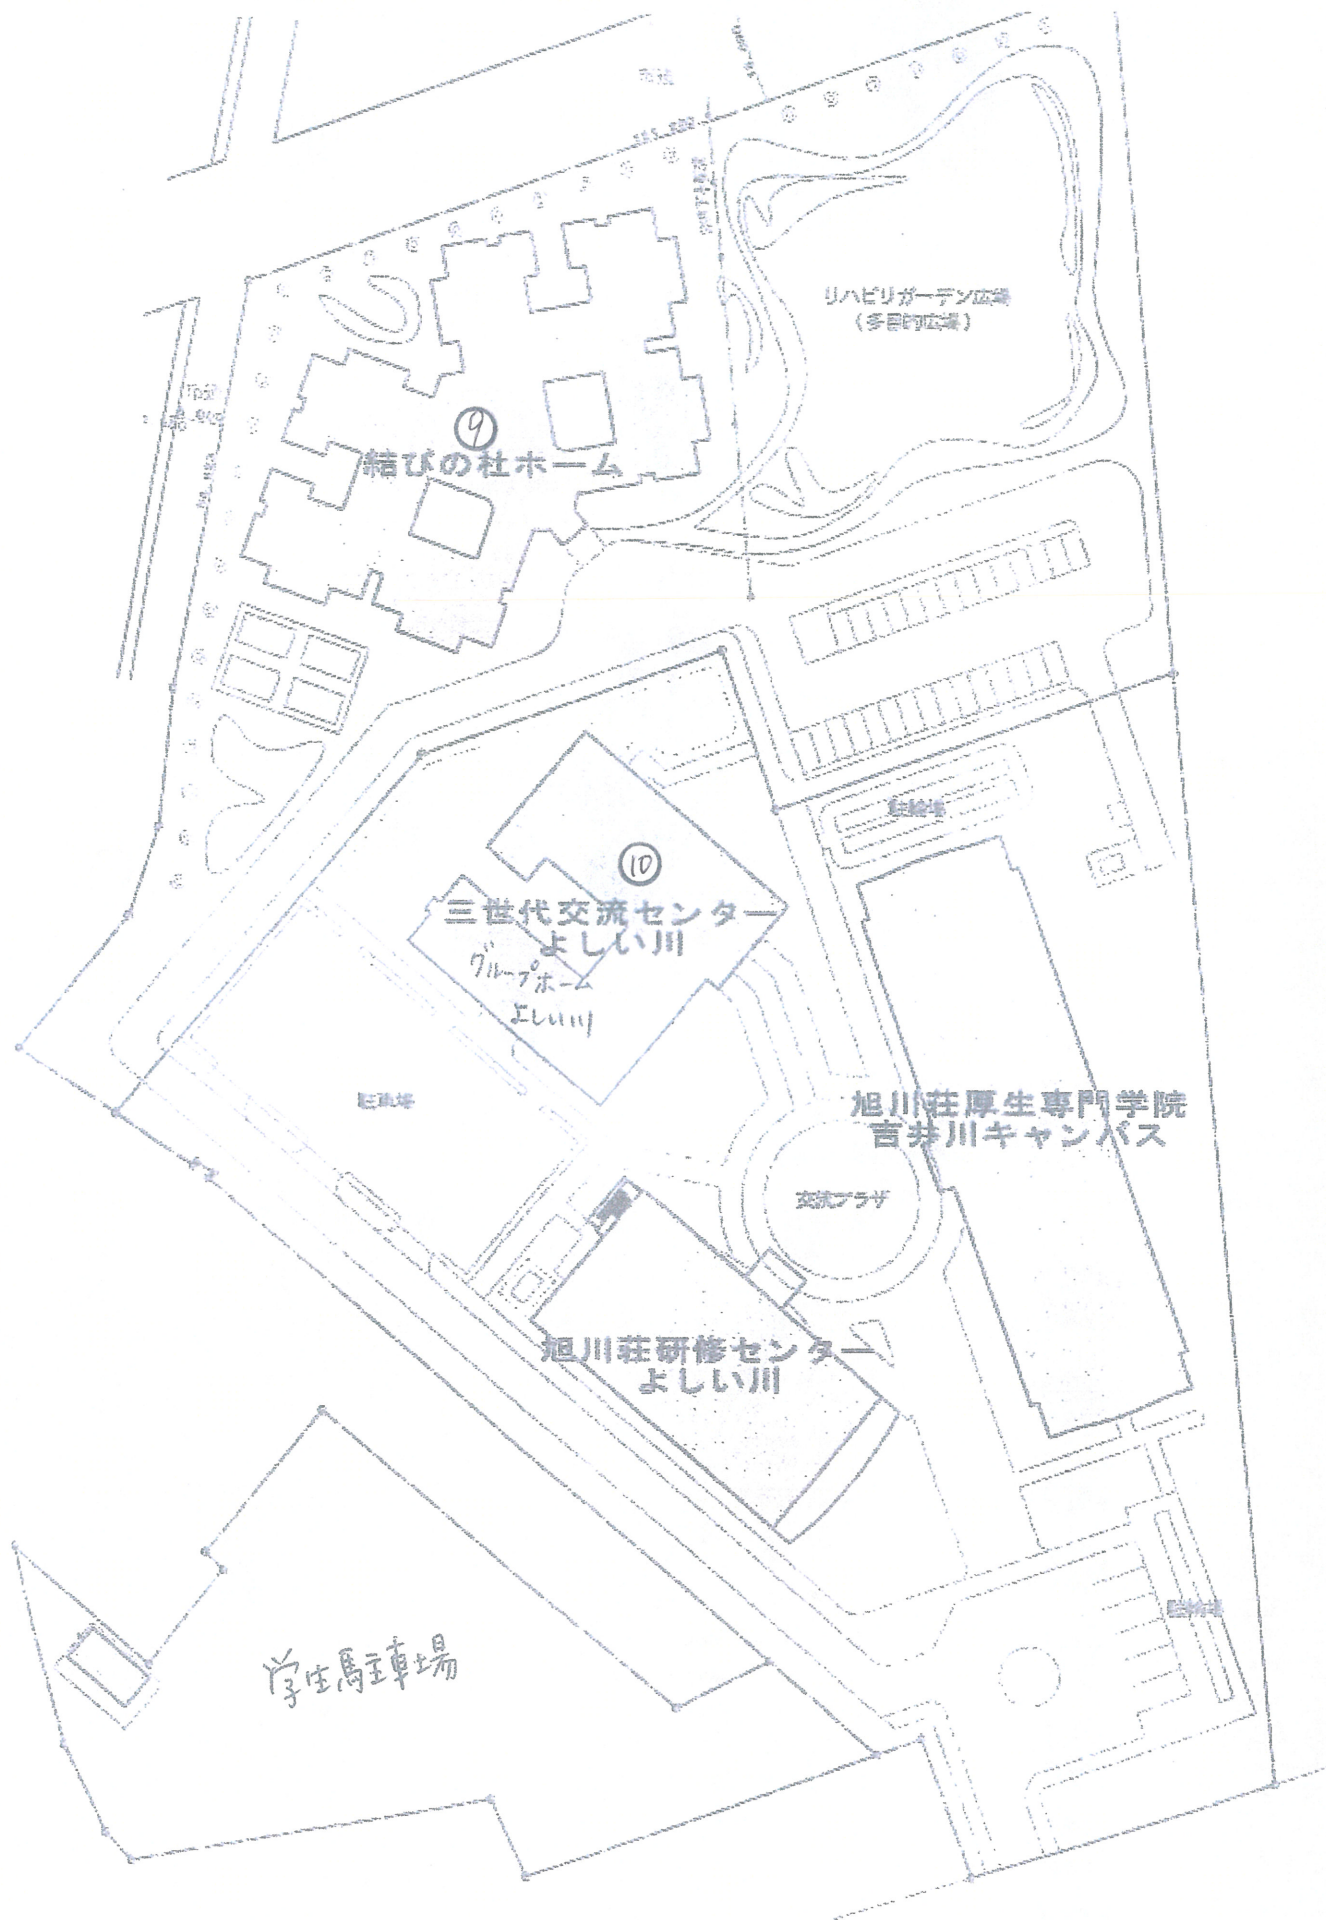 市道
リハビリガーデン広場
(多目的広場)
市道
⑨
結びの杜ホーム
駐輪場
⑩
三世代交流センター
よしい川
グループホーム
よしい川
駐車場
旭川荘厚生専門学院
吉井川キャンパス
交流プラザ
旭川荘研修センター
よしい川
駐輪場
学生駐車場